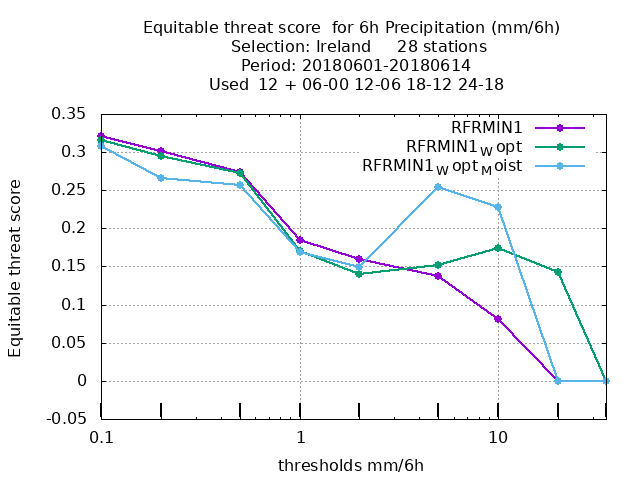 Equitable threat score for 6h Precipitation (mm/6h)
Selection: Ireland 28 stations
Period: 20180601-20180614
Used 12 + 06-00 12-06 18-12 24-18
RFRMIN1
RFRMIN1Wopt
RFRMIN1WoptMoist
Equitable threat score
0.35
0.3
0.25
0.2
0.15
0.1
0.05
0
-0.05
0.1 1 10
thresholds mm/6h